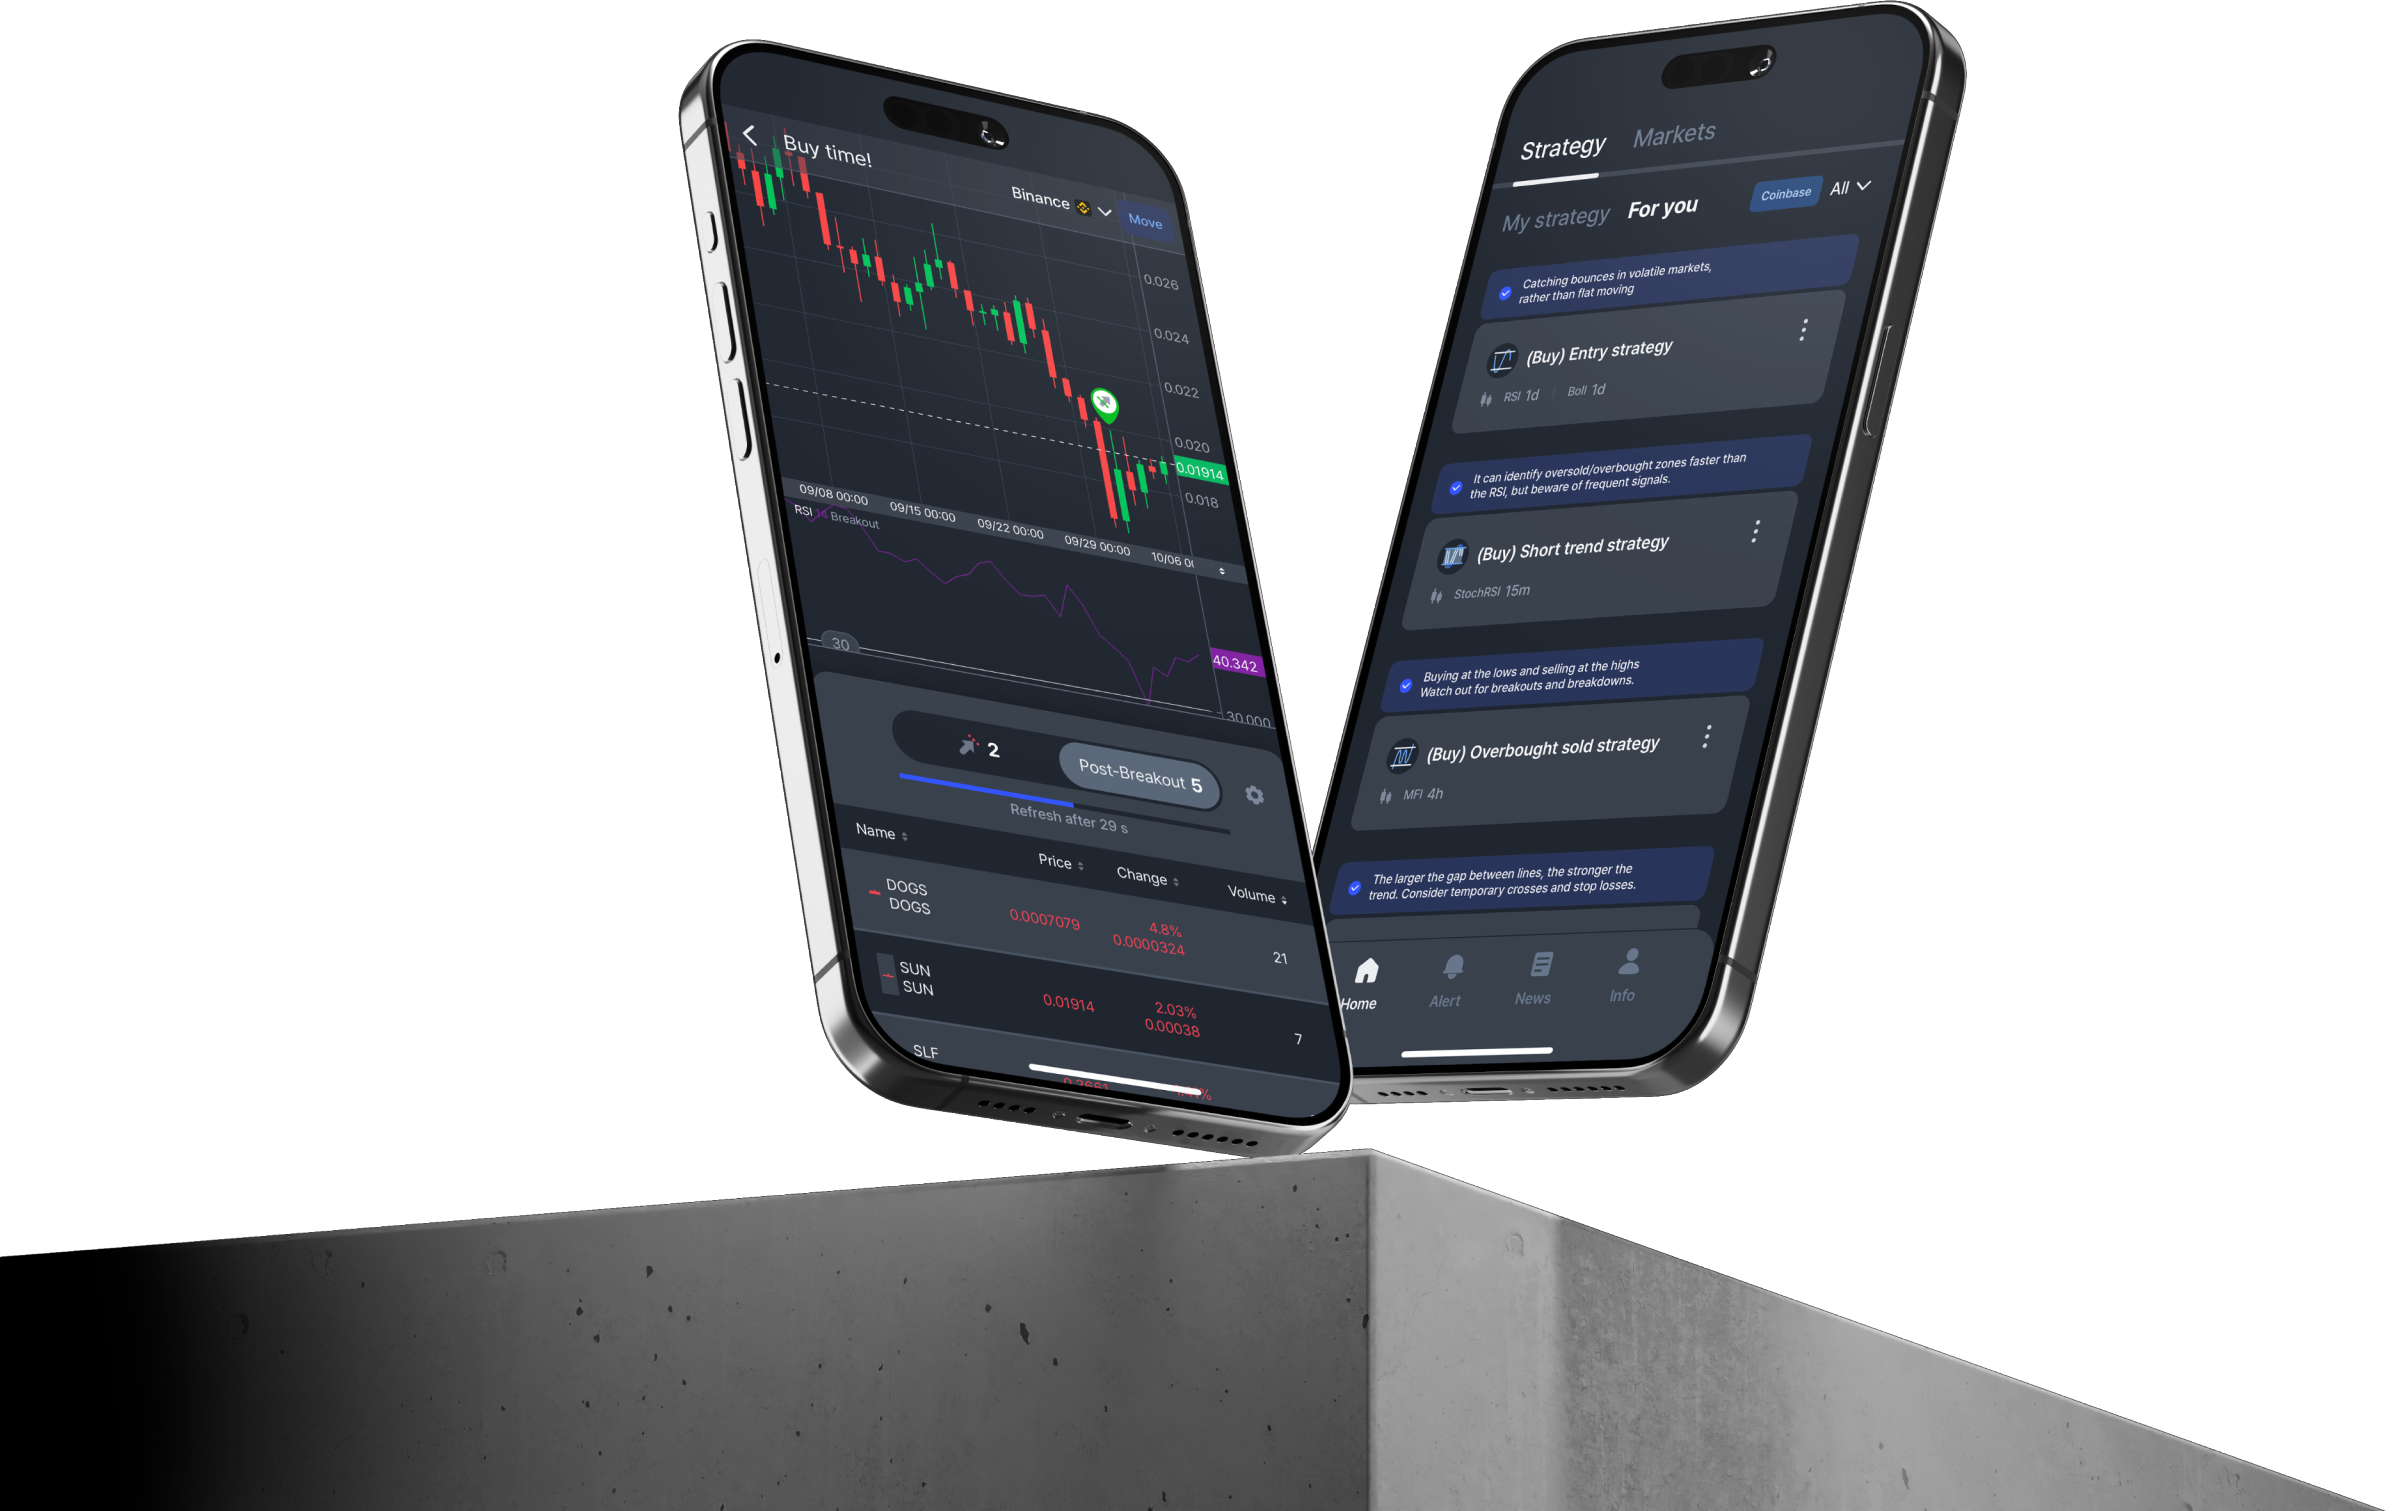 Buy time!
Binance
Move
0.026
0.024
0.022
0.020
0.01914
0.018
09/08 00:00
09/15 00:00
09/22 00:00
09/29 00:00
10/06 0
RSI 14 Breakout
30
40.342
30.000
2
Post-Breakout 5
Refresh after 29 s
Name
Price
Change
Volume
DOGS
DOGS
0.0007079
4.8%
0.0000324
21
SUN
SUN
0.01914
2.03%
0.00038
7
SLF
Strategy
Markets
My strategy
For you
Coinbase
All
Catching bounces in volatile markets,
rather than flat moving
(Buy) Entry strategy
RSI 1d
Boll 1d
It can identify oversold/overbought zones faster than
the RSI, but beware of frequent signals.
(Buy) Short trend strategy
StochRSI 15m
Buying at the lows and selling at the highs
Watch out for breakouts and breakdowns.
(Buy) Overbought sold strategy
MFI 4h
The larger the gap between lines, the stronger the
trend. Consider temporary crosses and stop losses.
Home
Alert
News
Info